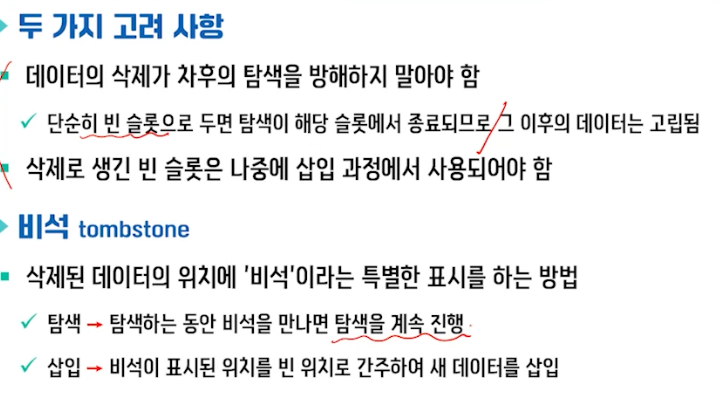 두 가지 고려 사항
데이터의 삭제가 차후의 탐색을 방해하지 말아야 함
단순히 빈 슬롯으로 두면 탐색이 해당 슬롯에서 종료되므로 그 이후의 데이터는 고립됨
삭제로 생긴 빈 슬롯은 나중에 삽입 과정에서 사용되어야 함
비석 tombstone
삭제된 데이터의 위치에 '비석'이라는 특별한 표시를 하는 방법
탐색 → 탐색하는 동안 비석을 만나면 탐색을 계속 진행
삽입 → 비석이 표시된 위치를 빈 위치로 간주하여 새 데이터를 삽입